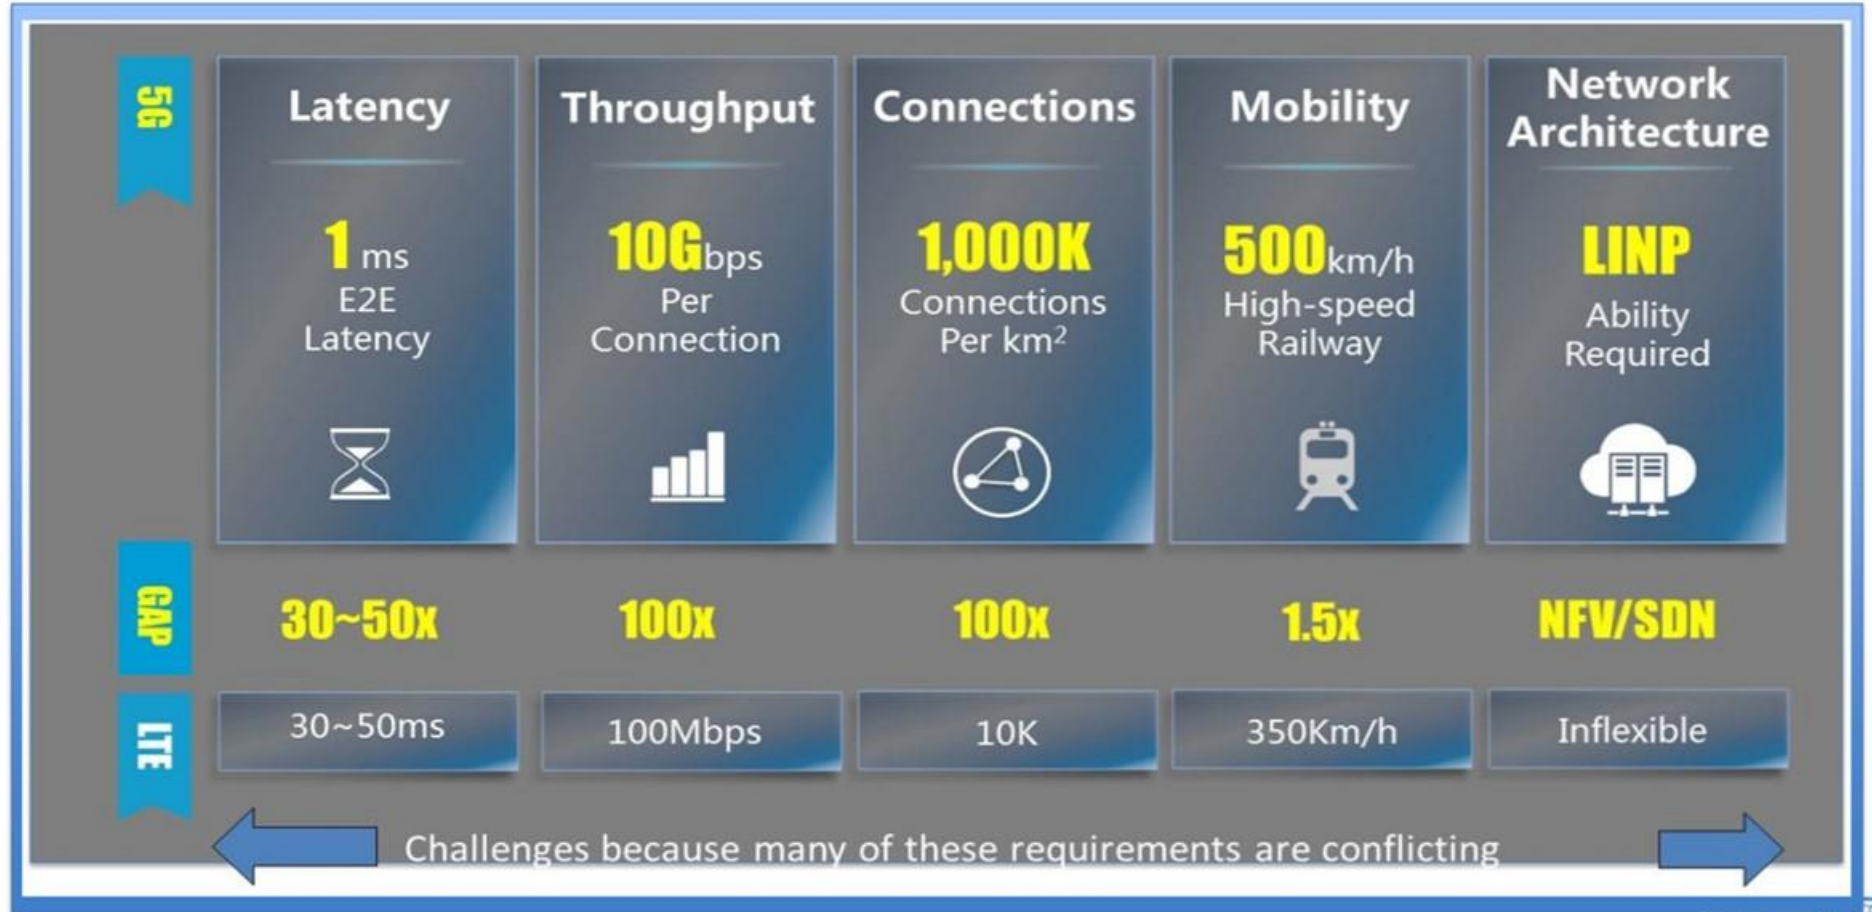 5G
Latency
1 ms
E2E
Latency
Throughput
10Gbps
Per
Connection
Connections
1,000K
Connections
Per km²
Mobility
500km/h
High-speed
Railway
Network
Architecture
LINP
Ability
Required
GAP
30~50x
100x
100x
1.5x
NFV/SDN
LTE
30~50ms
100Mbps
10K
350Km/h
Inflexible
Challenges because many of these requirements are conflicting